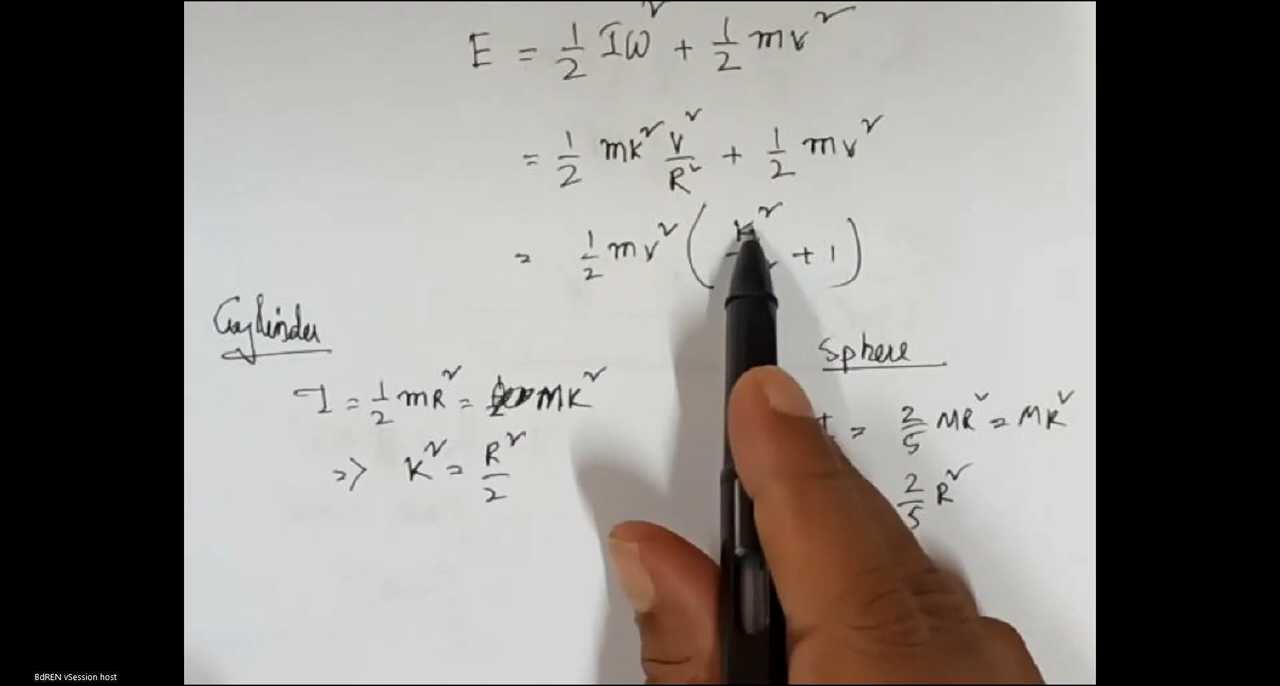 E = 1/2 Iω² + 1/2 mv²
= 1/2 mK² V²/R² + 1/2 mv²
= 1/2 mv² ( K² + 1 )
Cylinder
I = 1/2 mR² = MK²
=> K² = R²/2
Sphere
I = 2/5 MR² = MK²
2/5 R²
BdREN vSession host